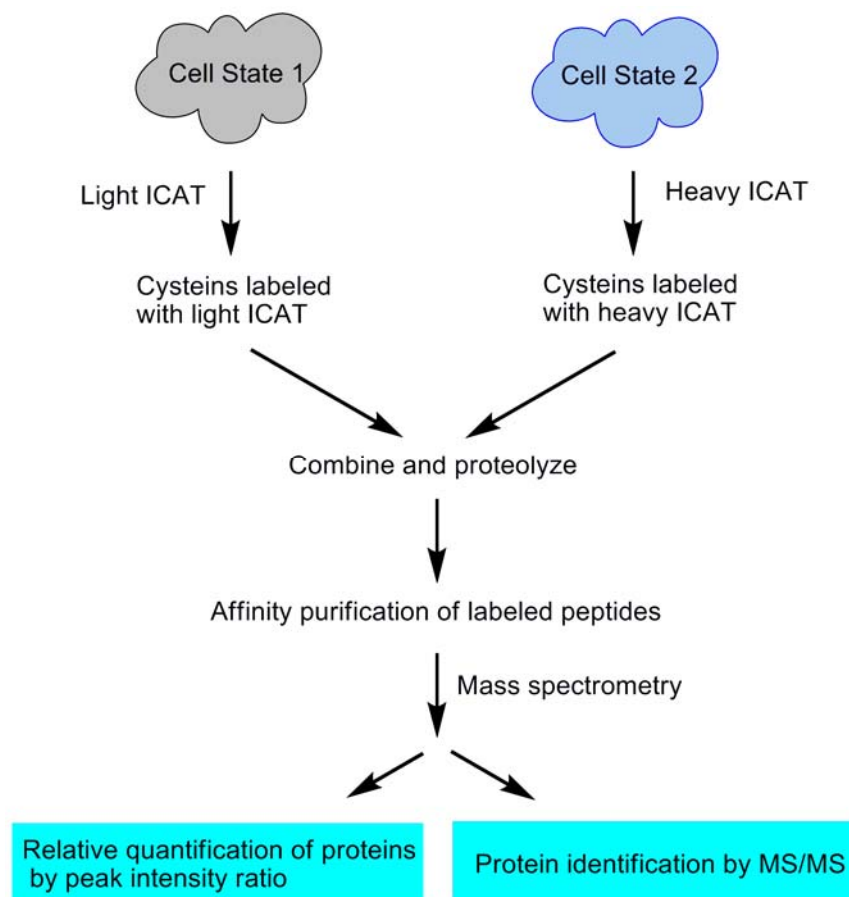 Cell State 1
Cell State 2
Light ICAT
Heavy ICAT
Cysteins labeled
with light ICAT
Cysteins labeled
with heavy ICAT
Combine and proteolyze
Affinity purification of labeled peptides
Mass spectrometry
Relative quantification of proteins
by peak intensity ratio
Protein identification by MS/MS